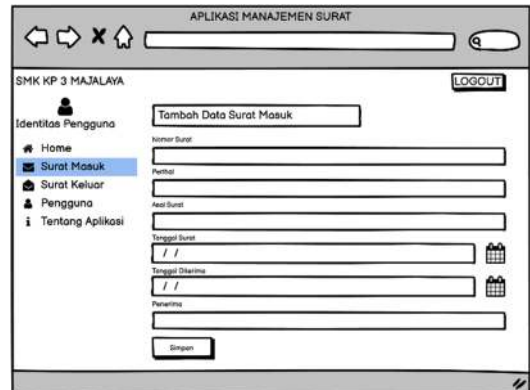 APLIKASI MANAJEMEN SURAT
SMK KP 3 MAJALAYA
LOGOUT
Identitas Pengguna
Home
Surat Masuk
Surat Keluar
Pengguna
i Tentang Aplikasi
Tambah Data Surat Masuk
Nomor Surat
Perihal
Asal Surat
Tanggal Surat
/ /
Tanggal Diterima
/ /
Penerima
Simpan